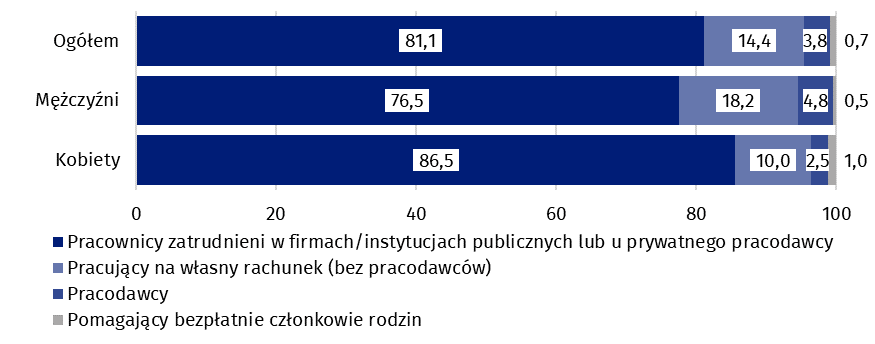 Ogółem 81,1 14,4 3,8 0,7
Mężczyźni 76,5 18,2 4,8 0,5
Kobiety 86,5 10,0 2,5 1,0
0 20 40 60 80 100
Pracownicy zatrudnieni w firmach/instytucjach publicznych lub u prywatnego pracodawcy
Pracujący na własny rachunek (bez pracodawców)
Pracodawcy
Pomagający bezpłatnie członkowie rodzin